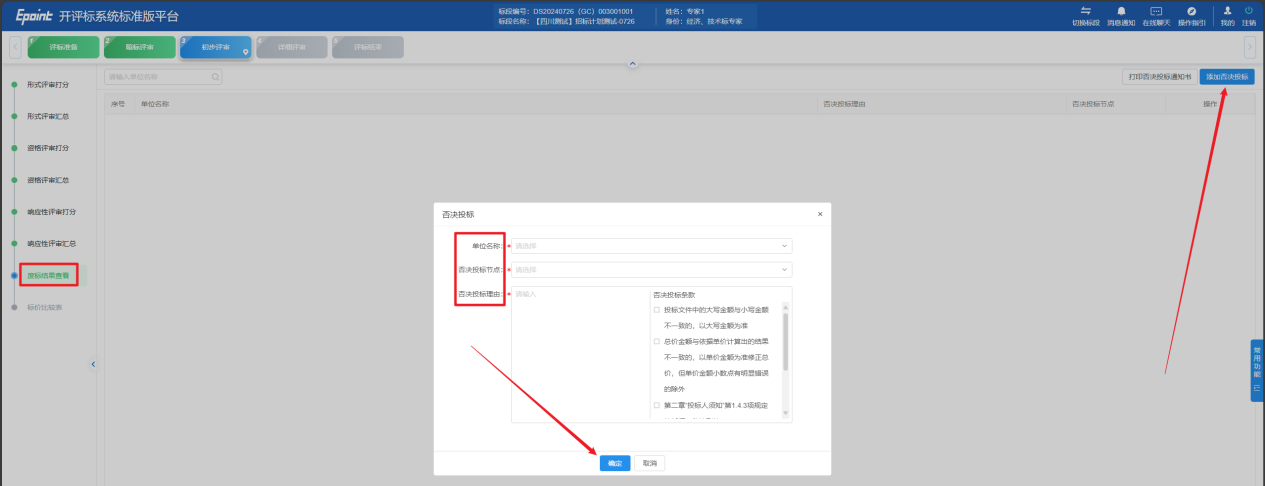 Epoint 开评标系统标准版平台
标段编号：DS20240726（GC）003001001
标段名称：【四川测试】招标计划测试-0726
姓名：专家1
身份：经济、技术标专家
切换标段 消息通知 在线聊天 操作指引 我的 注销
1 评标准备
2 暗标评审
3 初步评审
4 详细评审
5 评标结果
形式评审打分
形式评审汇总
资格评审打分
资格评审汇总
响应性评审打分
响应性评审汇总
废标结果查看
标价比较表
请输入单位名称
打印否决投标通知书
添加否决投标
序号 单位名称 否决投标理由 否决投标节点 操作
否决投标 ×
单位名称：* 请选择
否决投标节点：* 请选择
否决投标理由：* 请输入
否决投标条款
投标文件中的大写金额与小写金额
不一致的，以大写金额为准
总价金额与依据单价计算出的结果
不一致的，以单价金额为准修正总
价，但单价金额小数点有明显错误
的除外
第二章"投标人须知"第1.4.3项规定
确定 取消
常用功能